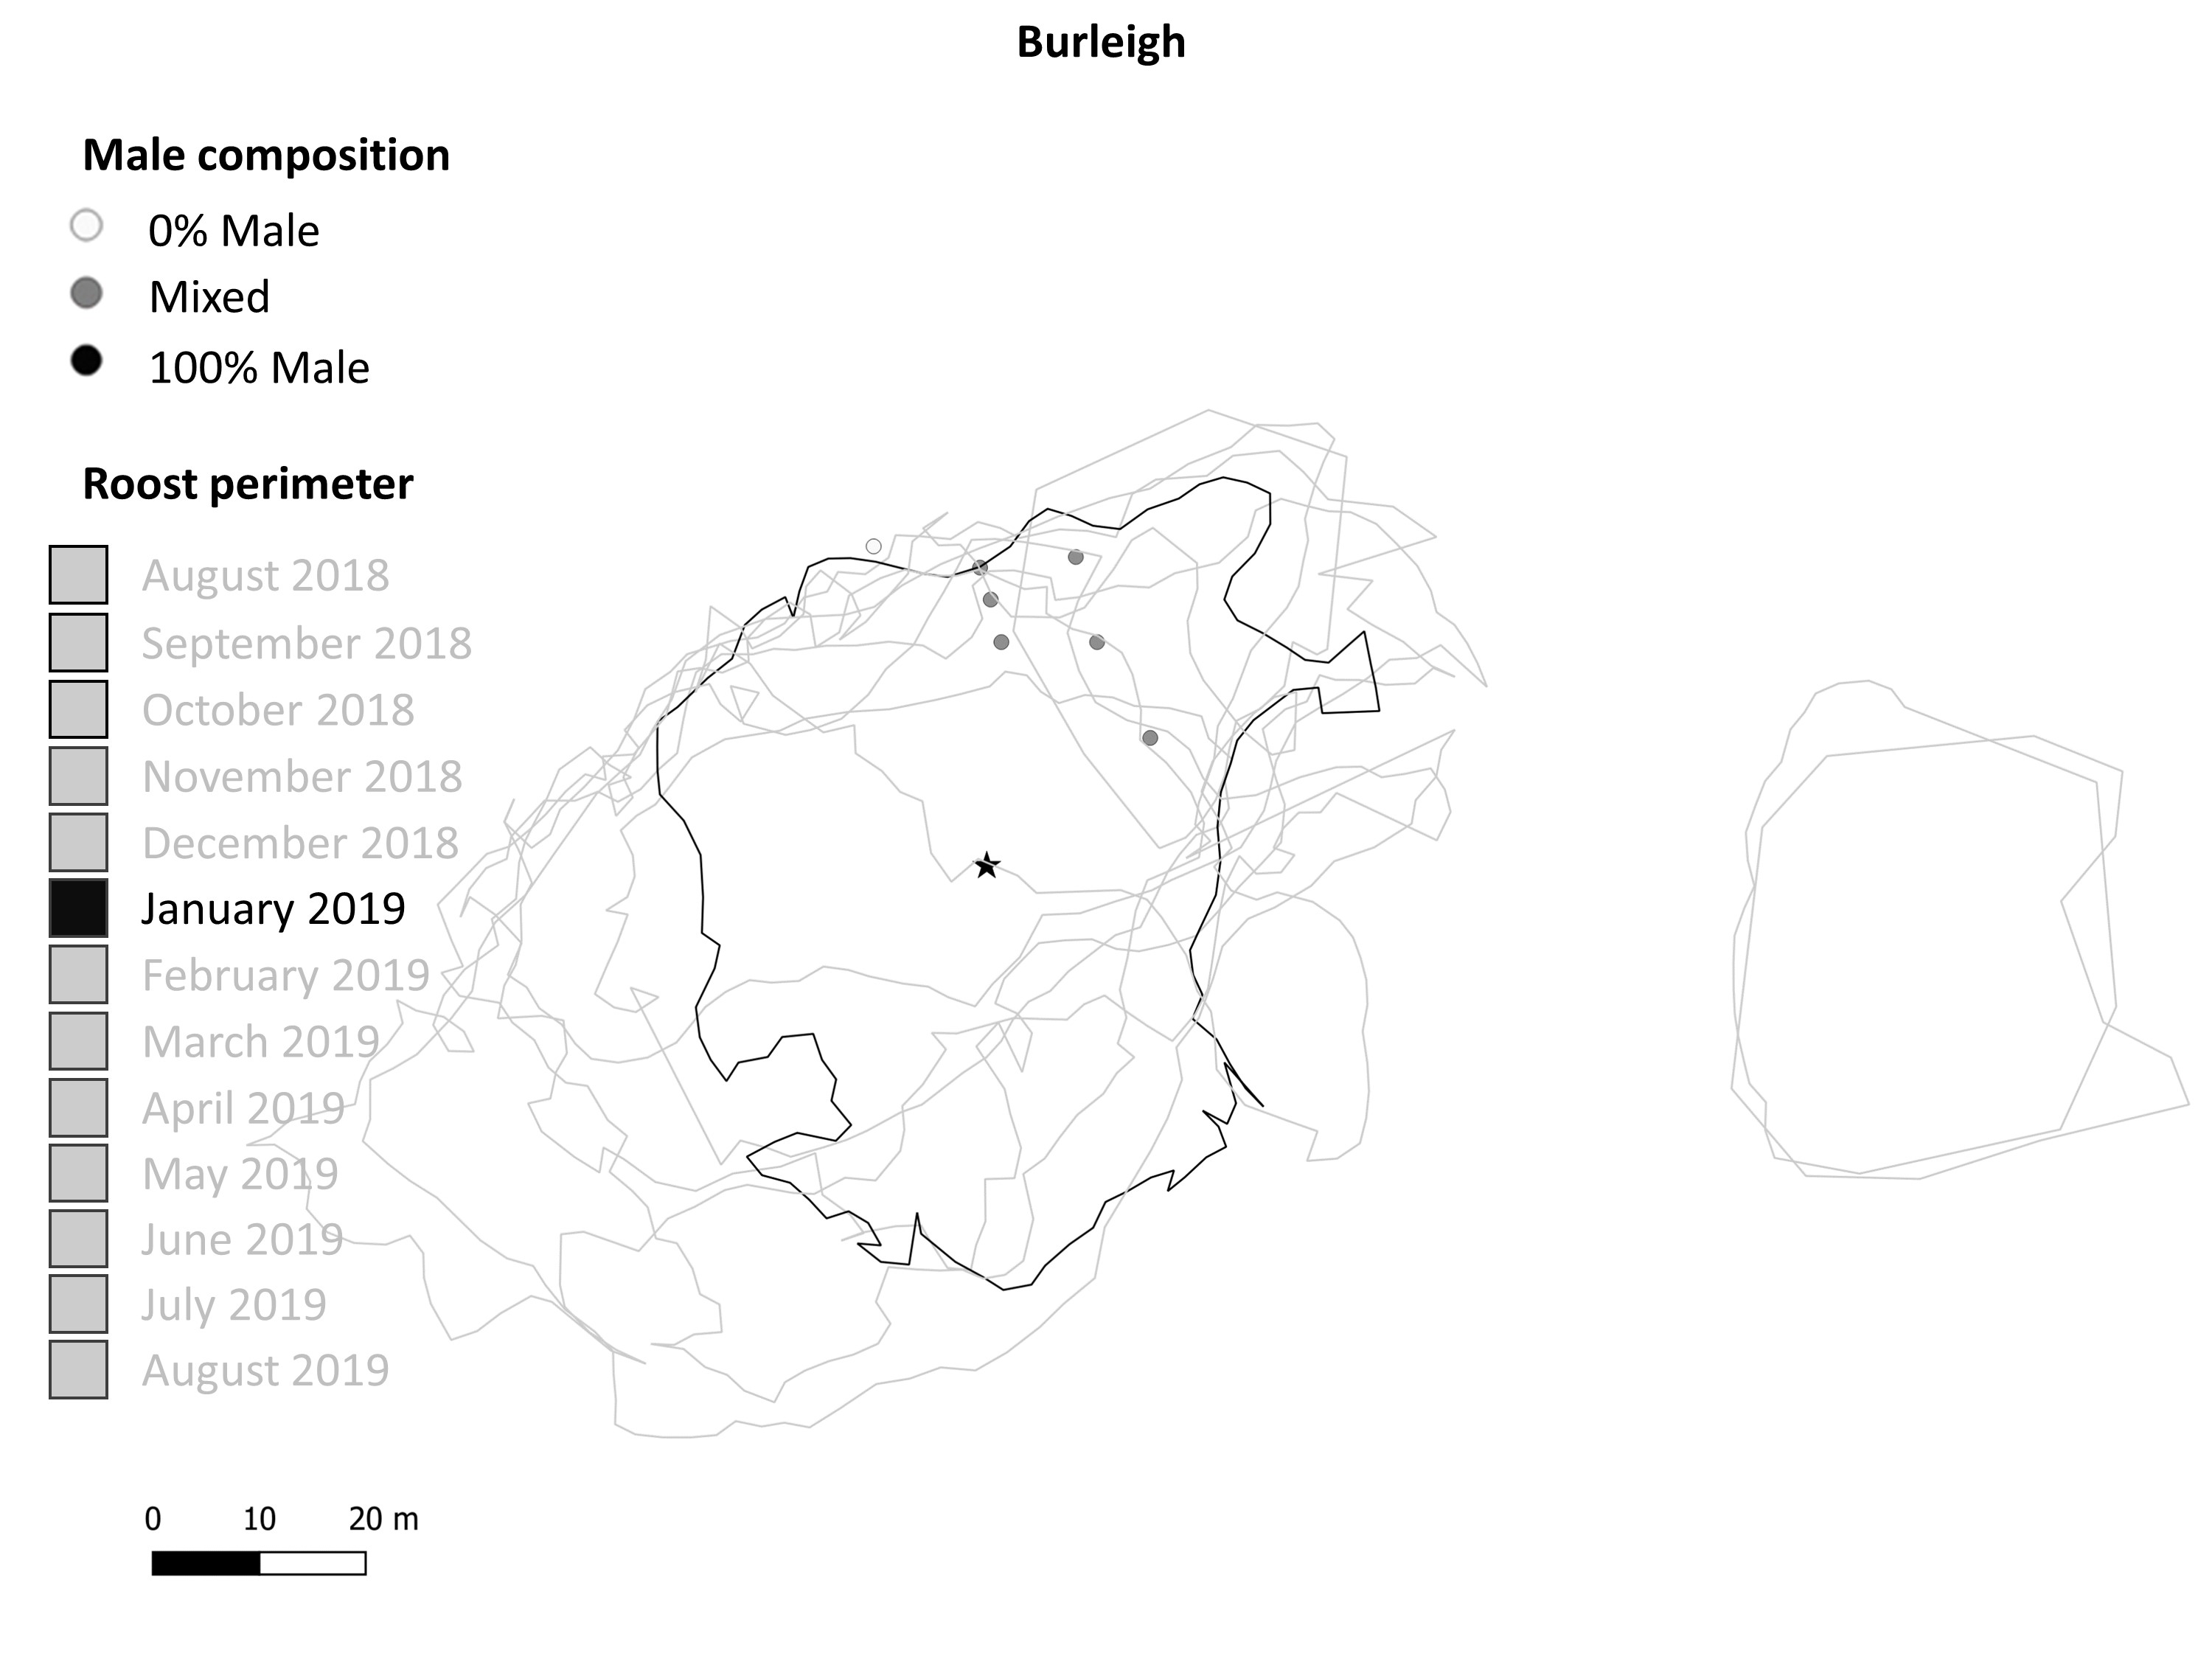 Burleigh
Male composition
0% Male
Mixed
100% Male
Roost perimeter
August 2018
September 2018
October 2018
November 2018
December 2018
January 2019
February 2019
March 2019
April 2019
May 2019
June 2019
July 2019
August 2019
0 10 20 m